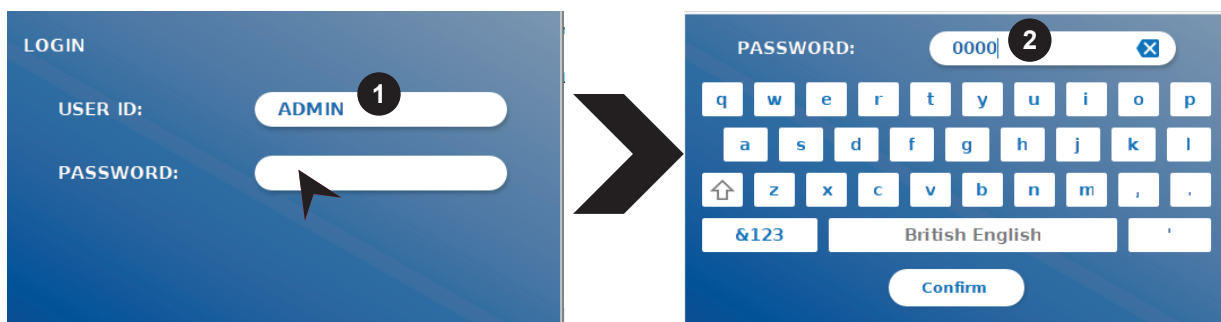 LOGIN
USER ID: ADMIN 1
PASSWORD:
PASSWORD: 0000 2
q w e r t y u i o p
a s d f g h j k l
z x c v b n m , .
&123 British English '
Confirm